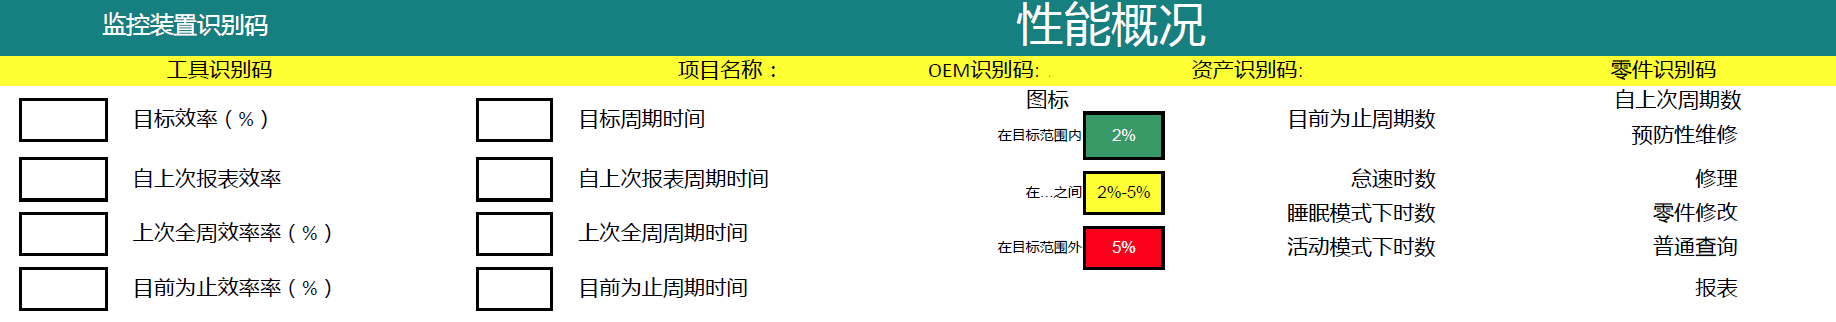 监控装置识别码 性能概况
工具识别码 项目名称： OEM识别码: 资产识别码: 零件识别码
图标 自上次周期数
目标效率（%） 目标周期时间 目前为止周期数
在目标范围内 2% 预防性维修
自上次报表效率 自上次报表周期时间 怠速时数 修理
在...之间 2%-5%
睡眠模式下时数 零件修改
上次全周效率率（%） 上次全周周期时间
在目标范围外 5% 活动模式下时数 普通查询
目前为止效率率（%） 目前为止周期时间 报表